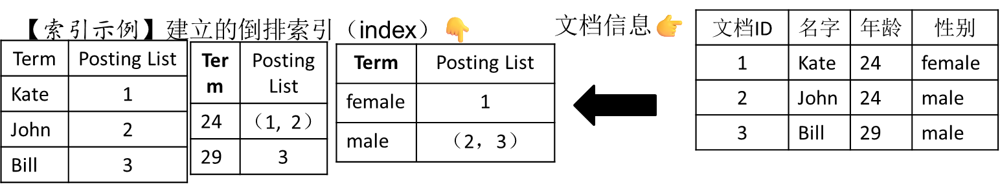 【索引示例】建立的倒排索引（index）👇
Term Posting List
Kate 1
John 2
Bill 3
Ter
m
Posting
List
24 （1, 2）
29 3
Term Posting List
female 1
male （2，3）
文档信息👉
文档ID 名字 年龄 性别
1 Kate 24 female
2 John 24 male
3 Bill 29 male